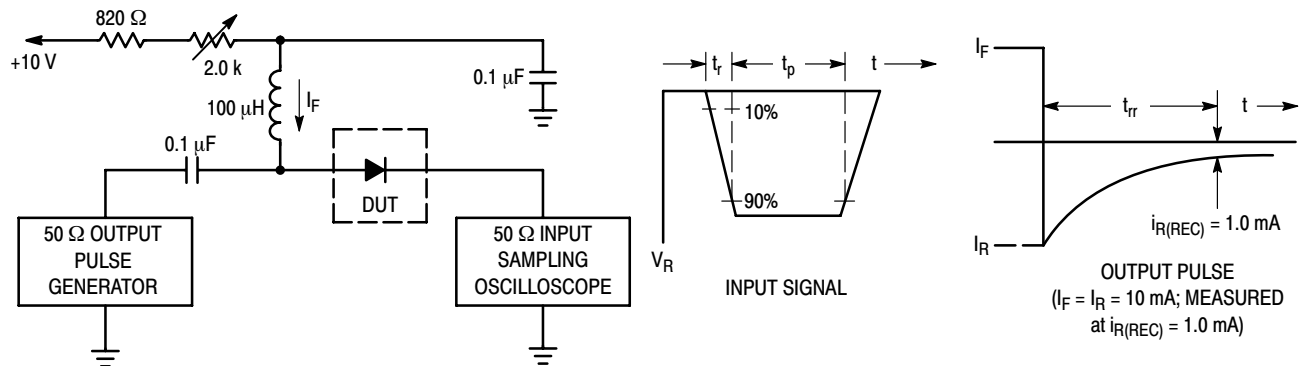 820 Ω
+10 V
2.0 k
0.1 μF
100 μH
I_F
0.1 μF
DUT
50 Ω OUTPUT
PULSE
GENERATOR
50 Ω INPUT
SAMPLING
OSCILLOSCOPE
t_r
t_p
t
10%
90%
V_R
INPUT SIGNAL
I_F
t_rr
t
I_R
i_R(REC) = 1.0 mA
OUTPUT PULSE
(I_F = I_R = 10 mA; MEASURED
at i_R(REC) = 1.0 mA)